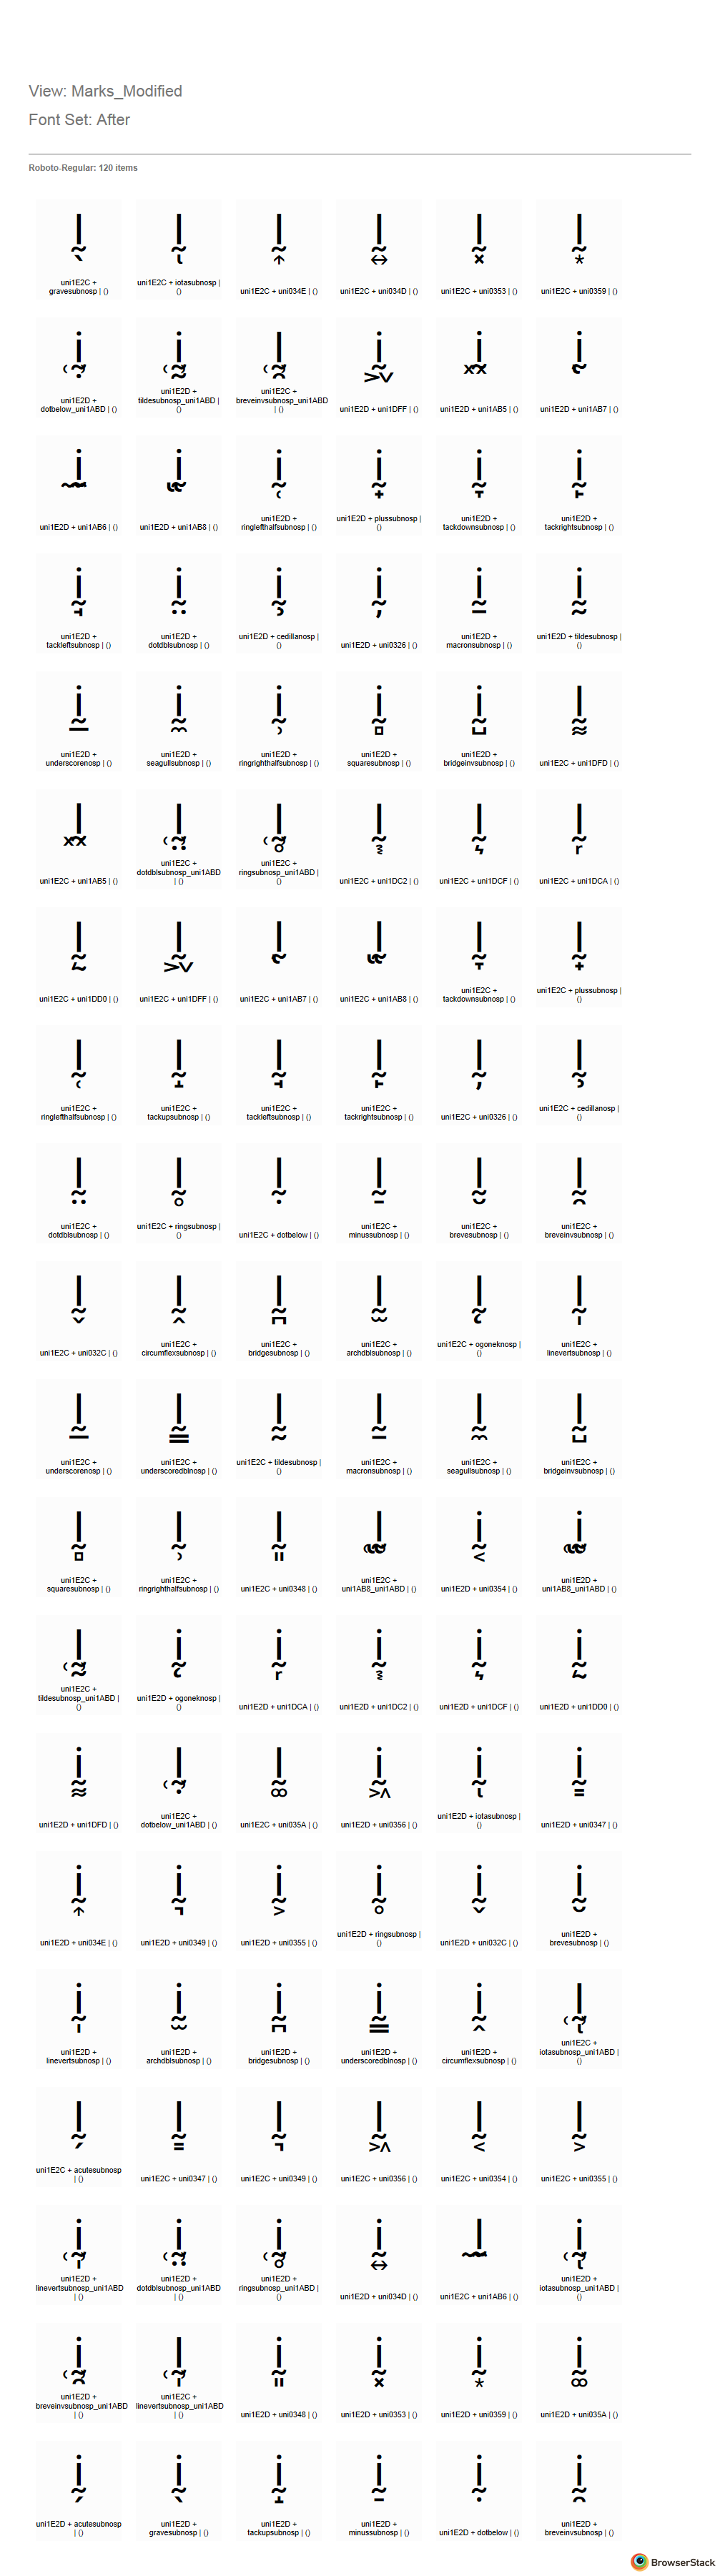 View: Marks_Modified
Font Set: After
Roboto-Regular: 120 items
uni1E2C +
gravesubnosp | ()
uni1E2C + iotasubnosp |
()
uni1E2C + uni034E | ()
uni1E2C + uni034D | ()
uni1E2C + uni0353 | ()
uni1E2C + uni0359 | ()
uni1E2D +
dotbelow_uni1ABD | ()
uni1E2D +
tildesubnosp_uni1ABD |
()
uni1E2C +
breveinvsubnosp_uni1ABD
| ()
uni1E2D + uni1DFF | ()
uni1E2D + uni1AB5 | ()
uni1E2D + uni1AB7 | ()
uni1E2D + uni1AB6 | ()
uni1E2D + uni1AB8 | ()
uni1E2D +
ringlefthalfsubnosp | ()
uni1E2D + plussubnosp |
()
uni1E2D +
tackdownsubnosp | ()
uni1E2D +
tackrightsubnosp | ()
uni1E2D +
tackleftsubnosp | ()
uni1E2D +
dotdblsubnosp | ()
uni1E2D + cedillanosp |
()
uni1E2D + uni0326 | ()
uni1E2D +
macronsubnosp | ()
uni1E2D + tildesubnosp |
()
uni1E2D +
underscorenosp | ()
uni1E2D +
seagullsubnosp | ()
uni1E2D +
ringrighthalfsubnosp | ()
uni1E2D +
squaresubnosp | ()
uni1E2D +
bridgeinvsubnosp | ()
uni1E2C + uni1DFD | ()
uni1E2C + uni1AB5 | ()
uni1E2C +
dotdblsubnosp_uni1ABD
| ()
uni1E2C +
ringsubnosp_uni1ABD |
()
uni1E2C + uni1DC2 | ()
uni1E2C + uni1DCF | ()
uni1E2C + uni1DCA | ()
uni1E2C + uni1DD0 | ()
uni1E2C + uni1DFF | ()
uni1E2C + uni1AB7 | ()
uni1E2C + uni1AB8 | ()
uni1E2C +
tackdownsubnosp | ()
uni1E2C + plussubnosp |
()
uni1E2C +
ringlefthalfsubnosp | ()
uni1E2C +
tackupsubnosp | ()
uni1E2C +
tackleftsubnosp | ()
uni1E2C +
tackrightsubnosp | ()
uni1E2C + uni0326 | ()
uni1E2C + cedillanosp |
()
uni1E2C +
dotdblsubnosp | ()
uni1E2C + ringsubnosp |
()
uni1E2C + dotbelow | ()
uni1E2C +
minussubnosp | ()
uni1E2C +
brevesubnosp | ()
uni1E2C +
breveinvsubnosp | ()
uni1E2C + uni032C | ()
uni1E2C +
circumflexsubnosp | ()
uni1E2C +
bridgesubnosp | ()
uni1E2C +
archdblsubnosp | ()
uni1E2C + ogoneknosp |
()
uni1E2C +
linevertsubnosp | ()
uni1E2C +
underscorenosp | ()
uni1E2C +
underscoredblnosp | ()
uni1E2C + tildesubnosp |
()
uni1E2C +
macronsubnosp | ()
uni1E2C +
seagullsubnosp | ()
uni1E2C +
bridgeinvsubnosp | ()
uni1E2C +
squaresubnosp | ()
uni1E2C +
ringrighthalfsubnosp | ()
uni1E2C + uni0348 | ()
uni1E2C +
uni1AB8_uni1ABD | ()
uni1E2D + uni0354 | ()
uni1E2D +
uni1AB8_uni1ABD | ()
uni1E2C +
tildesubnosp_uni1ABD |
()
uni1E2D + ogoneknosp |
()
uni1E2D + uni1DCA | ()
uni1E2D + uni1DC2 | ()
uni1E2D + uni1DCF | ()
uni1E2D + uni1DD0 | ()
uni1E2D + uni1DFD | ()
uni1E2C +
dotbelow_uni1ABD | ()
uni1E2C + uni035A | ()
uni1E2D + uni0356 | ()
uni1E2D + iotasubnosp |
()
uni1E2D + uni0347 | ()
uni1E2D + uni034E | ()
uni1E2D + uni0349 | ()
uni1E2D + uni0355 | ()
uni1E2D + ringsubnosp |
()
uni1E2D + uni032C | ()
uni1E2D +
brevesubnosp | ()
uni1E2D +
linevertsubnosp | ()
uni1E2D +
archdblsubnosp | ()
uni1E2D +
bridgesubnosp | ()
uni1E2D +
underscoredblnosp | ()
uni1E2D +
circumflexsubnosp | ()
uni1E2C +
iotasubnosp_uni1ABD |
()
uni1E2C + acutesubnosp
| ()
uni1E2C + uni0347 | ()
uni1E2C + uni0349 | ()
uni1E2C + uni0356 | ()
uni1E2C + uni0354 | ()
uni1E2C + uni0355 | ()
uni1E2D +
linevertsubnosp_uni1ABD
| ()
uni1E2D +
dotdblsubnosp_uni1ABD
| ()
uni1E2D +
ringsubnosp_uni1ABD |
()
uni1E2D + uni034D | ()
uni1E2C + uni1AB6 | ()
uni1E2D +
iotasubnosp_uni1ABD |
()
uni1E2D +
breveinvsubnosp_uni1ABD
| ()
uni1E2C +
linevertsubnosp_uni1ABD
| ()
uni1E2D + uni0348 | ()
uni1E2D + uni0353 | ()
uni1E2D + uni0359 | ()
uni1E2D + uni035A | ()
uni1E2D + acutesubnosp
| ()
uni1E2D +
gravesubnosp | ()
uni1E2D +
tackupsubnosp | ()
uni1E2D +
minussubnosp | ()
uni1E2D + dotbelow | ()
uni1E2D +
breveinvsubnosp | ()
BrowserStack